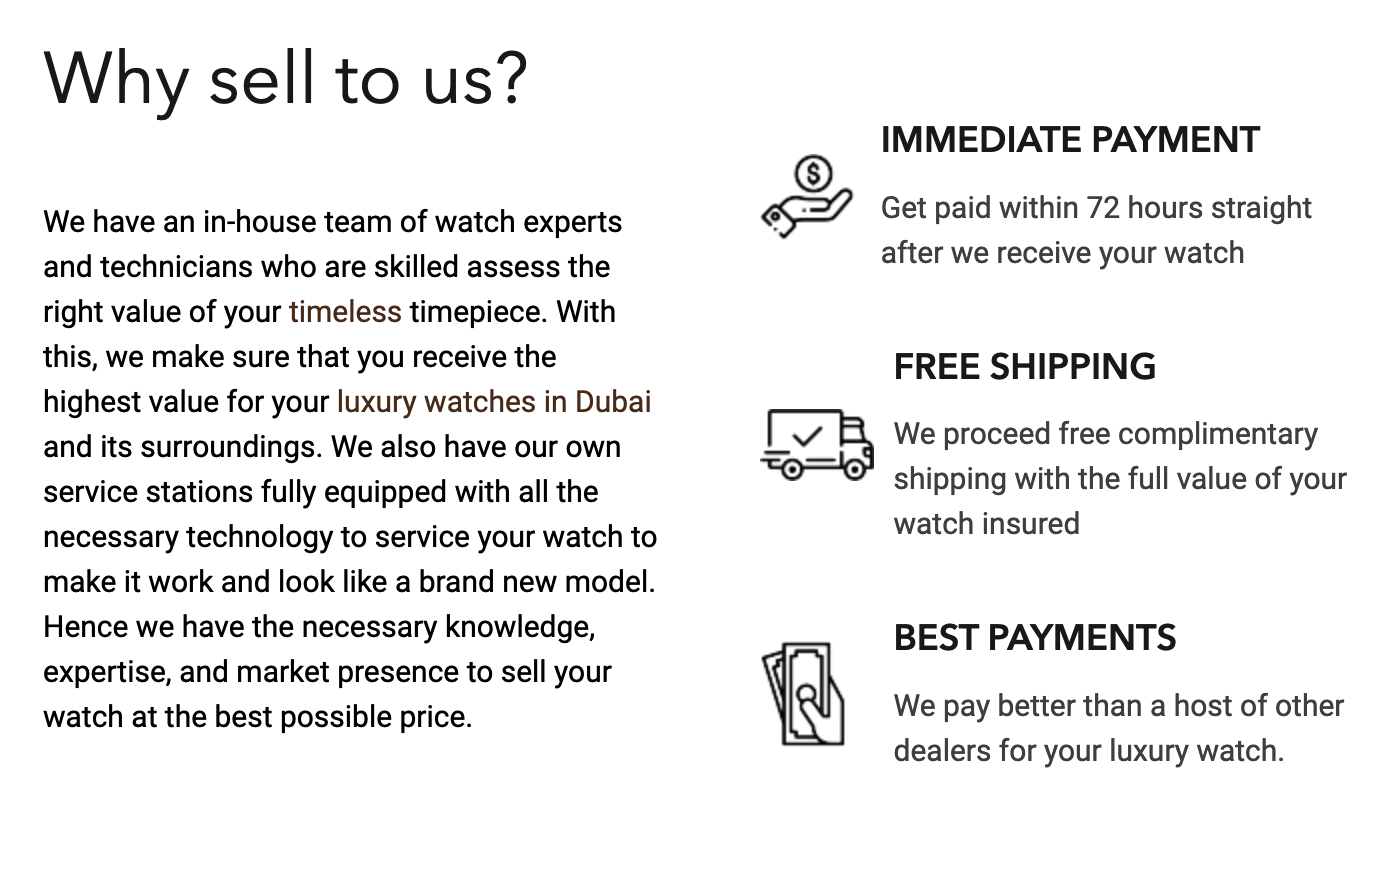 Why sell to us?
We have an in-house team of watch experts
and technicians who are skilled assess the
right value of your timeless timepiece. With
this, we make sure that you receive the
highest value for your luxury watches in Dubai
and its surroundings. We also have our own
service stations fully equipped with all the
necessary technology to service your watch to
make it work and look like a brand new model.
Hence we have the necessary knowledge,
expertise, and market presence to sell your
watch at the best possible price.
$
IMMEDIATE PAYMENT
Get paid within 72 hours straight
after we receive your watch
FREE SHIPPING
We proceed free complimentary
shipping with the full value of your
watch insured
BEST PAYMENTS
We pay better than a host of other
dealers for your luxury watch.